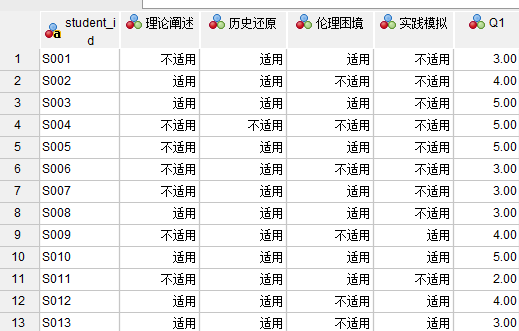 student_id 理论阐述 历史还原 伦理困境 实践模拟 Q1
1 S001 不适用 适用 适用 不适用 3.00
2 S002 适用 适用 不适用 适用 4.00
3 S003 适用 适用 适用 适用 5.00
4 S004 不适用 不适用 不适用 不适用 5.00
5 S005 不适用 适用 适用 适用 5.00
6 S006 不适用 适用 不适用 不适用 3.00
7 S007 不适用 适用 适用 不适用 3.00
8 S008 适用 适用 适用 不适用 3.00
9 S009 不适用 适用 不适用 适用 4.00
10 S010 适用 适用 适用 适用 5.00
11 S011 不适用 适用 适用 不适用 2.00
12 S012 适用 适用 不适用 适用 4.00
13 S013 适用 适用 不适用 适用 3.00